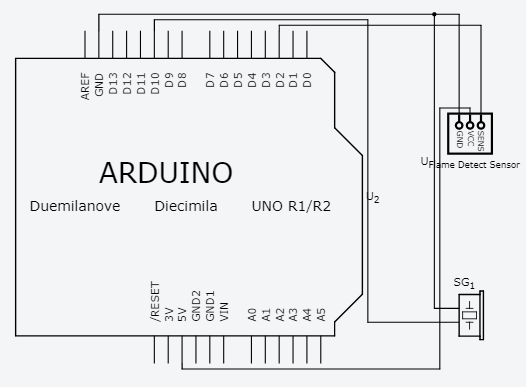 AREF
GND
D13
D12
D11
D10
D9
D8
D7
D6
D5
D4
D3
D2
D1
D0
GND
VCC
SENS
U
Flame Detect Sensor
ARDUINO
Duemilanove Diecimila UNO R1/R2
U2
SG1
/RESET
3V
5V
GND2
GND1
VIN
A0
A1
A2
A3
A4
A5